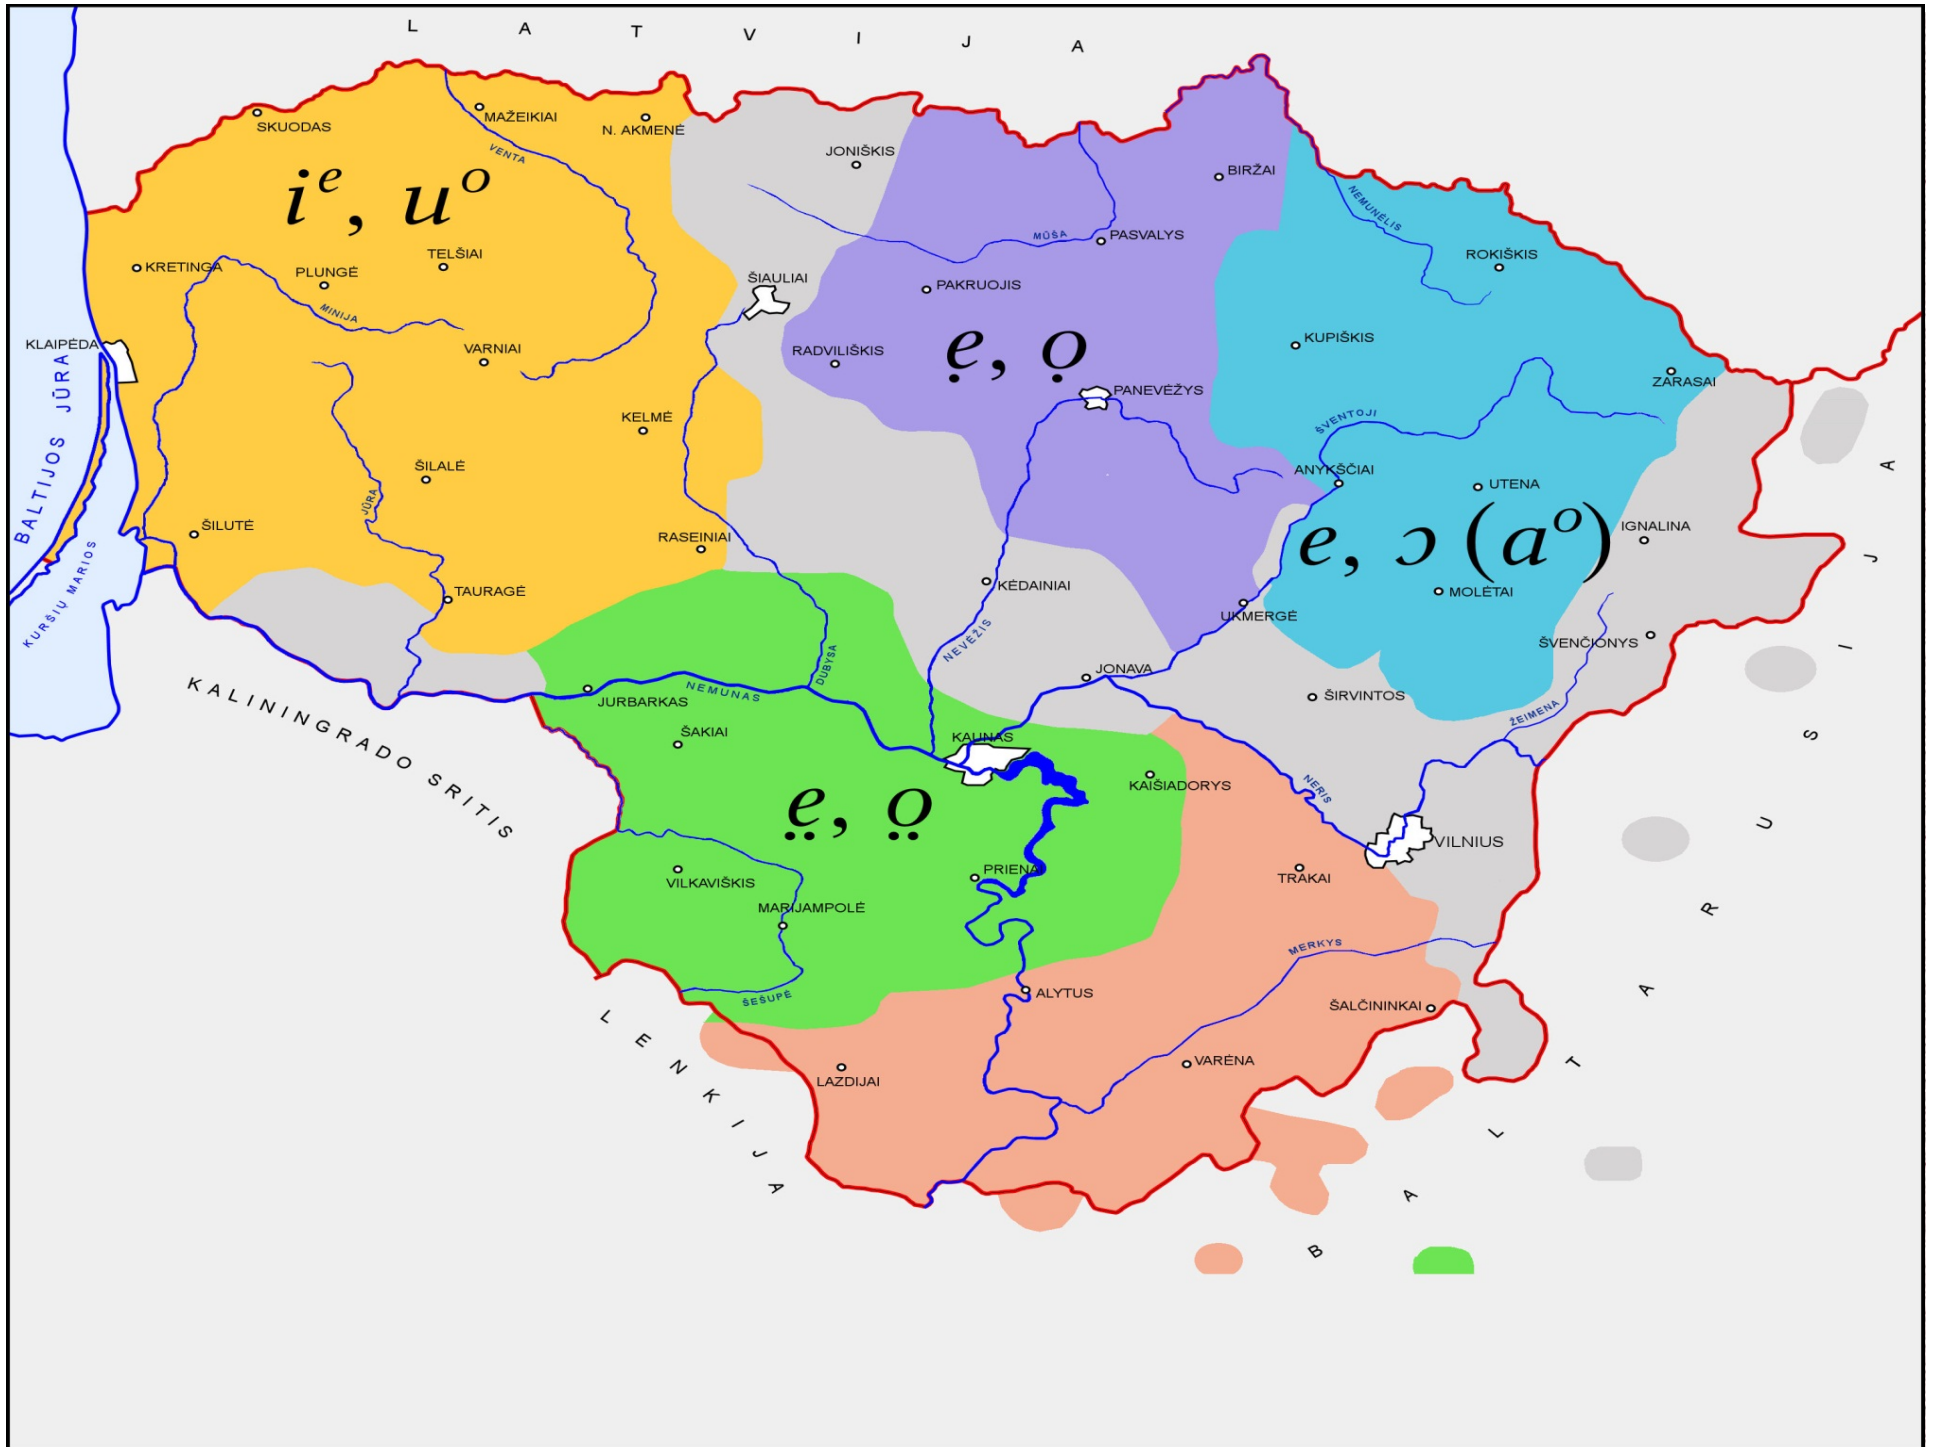 L A T V I J A
SKUODAS
MAŽEIKIAI
N. AKMENĖ
VENTA
JONIŠKIS
BIRŽAI
NEMUNĖLIS
iᵉ, uᵒ
MŪŠA
PASVALYS
ROKIŠKIS
KRETINGA
PLUNGĖ
TELŠIAI
ŠIAULIAI
PAKRUOJIS
MINIJA
KLAIPĖDA
VARNIAI
RADVILIŠKIS
ẹ, ọ
KUPIŠKIS
ZARASAI
BALTIJOS JŪRA
KELMĖ
PANEVĖŽYS
ŠVENTOJI
ŠILALĖ
ANYKŠČIAI
UTENA
JŪRA
ŠILUTĖ
RASEINIAI
e, ɔ (aᵒ)
IGNALINA
KURŠIŲ MARIOS
TAURAGĖ
KĖDAINIAI
MOLĖTAI
UKMERGĖ
NEVĖŽIS
DUBYSA
ŠVENČIONYS
JONAVA
KALININGRADO SRITIS
NEMUNAS
JURBARKAS
ŠIRVINTOS
ŽEIMENA
ŠAKIAI
KAUNAS
KAIŠIADORYS
NERIS
e̤, o̤
VILNIUS
VILKAVIŠKIS
PRIENAI
TRAKAI
MARIJAMPOLĖ
MERKYS
ŠEŠUPĖ
ALYTUS
ŠALČININKAI
LENKIJA
LAZDIJAI
VARĖNA
BALTARUSIJA